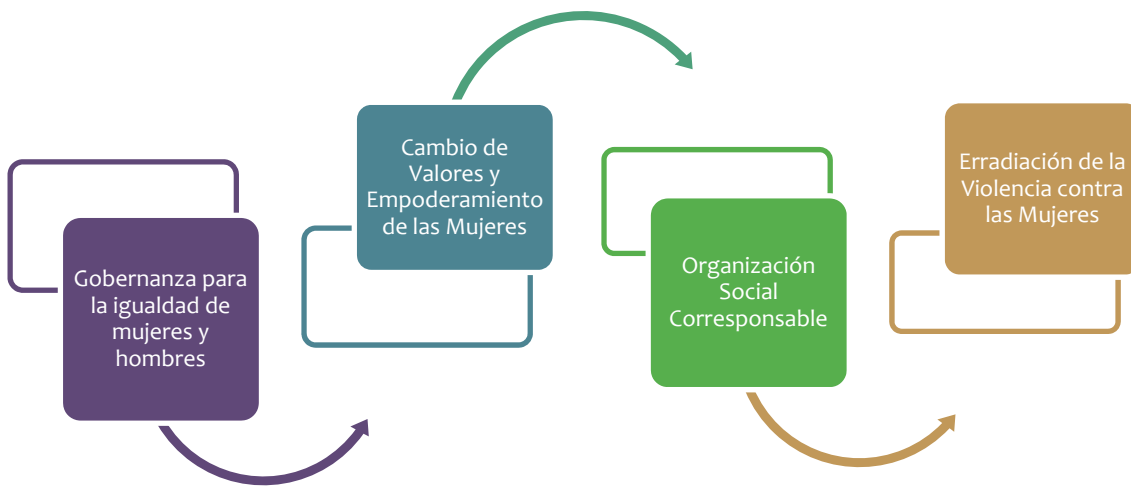 Gobernanza para
la igualdad de
mujeres y
hombres
Cambio de
Valores y
Empoderamiento
de las Mujeres
Organización
Social
Corresponsable
Erradiación de la
Violencia contra
las Mujeres